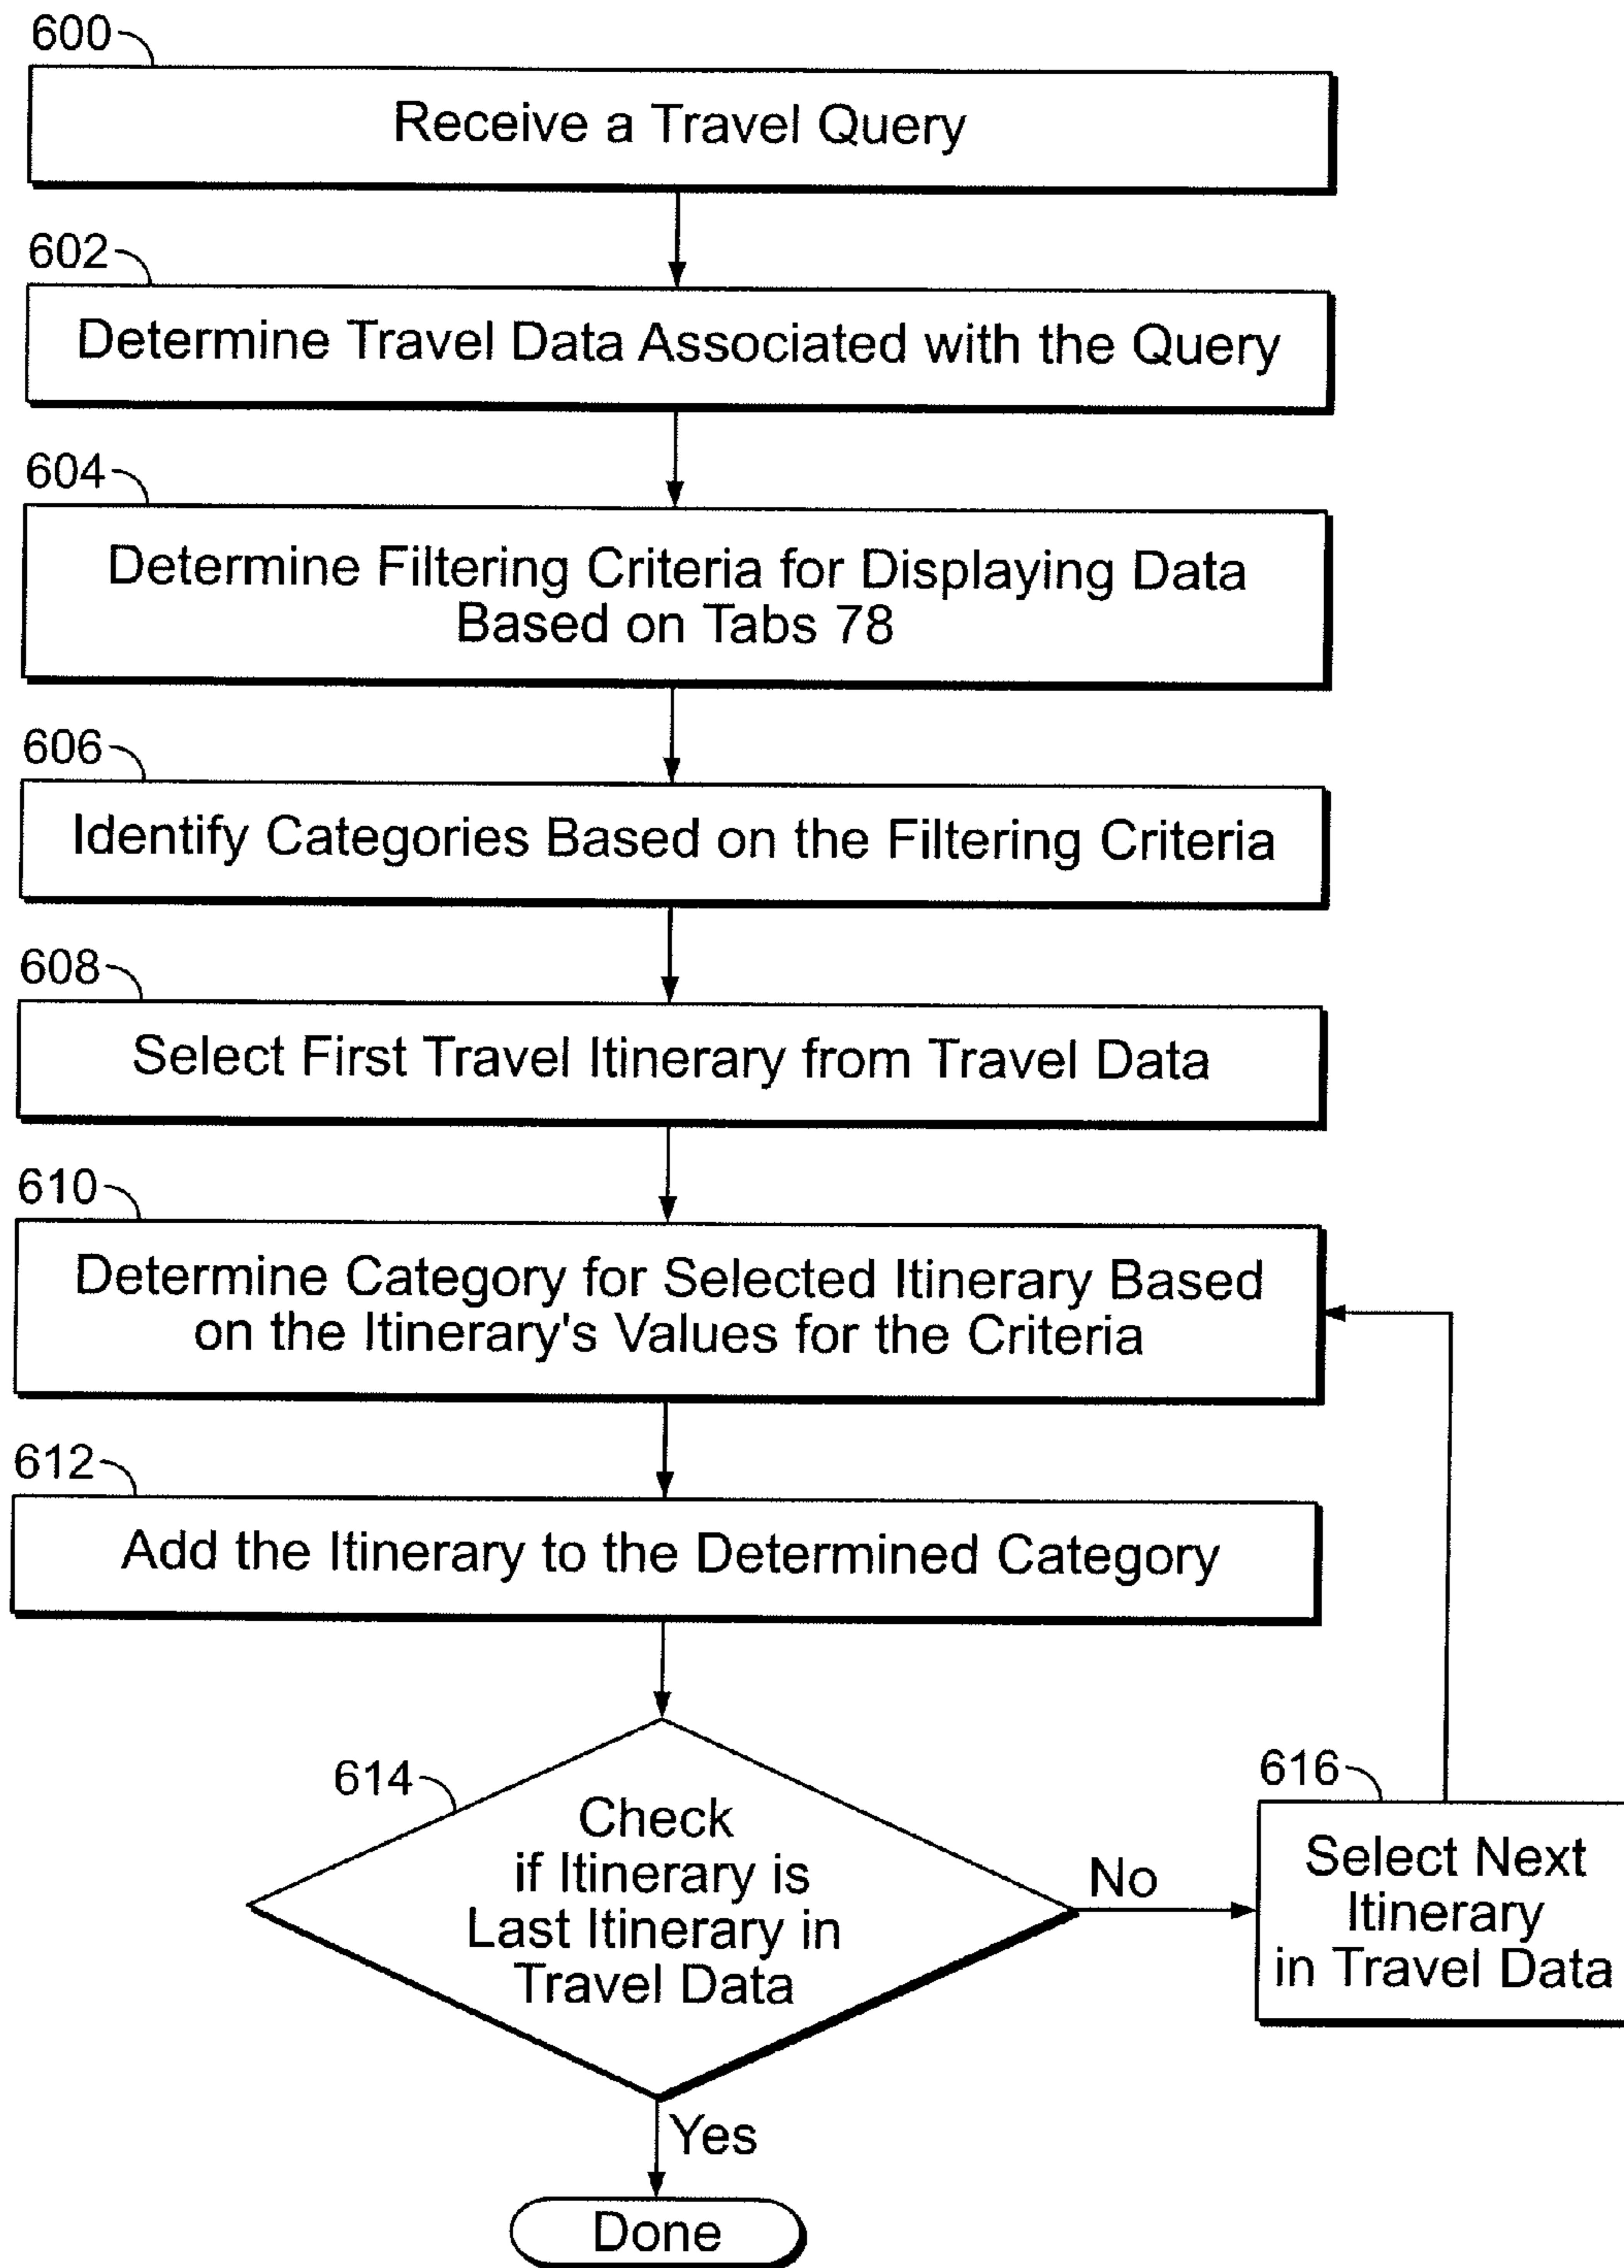 600
Receive a Travel Query
602
Determine Travel Data Associated with the Query
604
Determine Filtering Criteria for Displaying Data
Based on Tabs 78
606
Identify Categories Based on the Filtering Criteria
608
Select First Travel Itinerary from Travel Data
610
Determine Category for Selected Itinerary Based
on the Itinerary's Values for the Criteria
612
Add the Itinerary to the Determined Category
614
Check
if Itinerary is
Last Itinerary in
Travel Data
No
616
Select Next
Itinerary
in Travel Data
Yes
Done